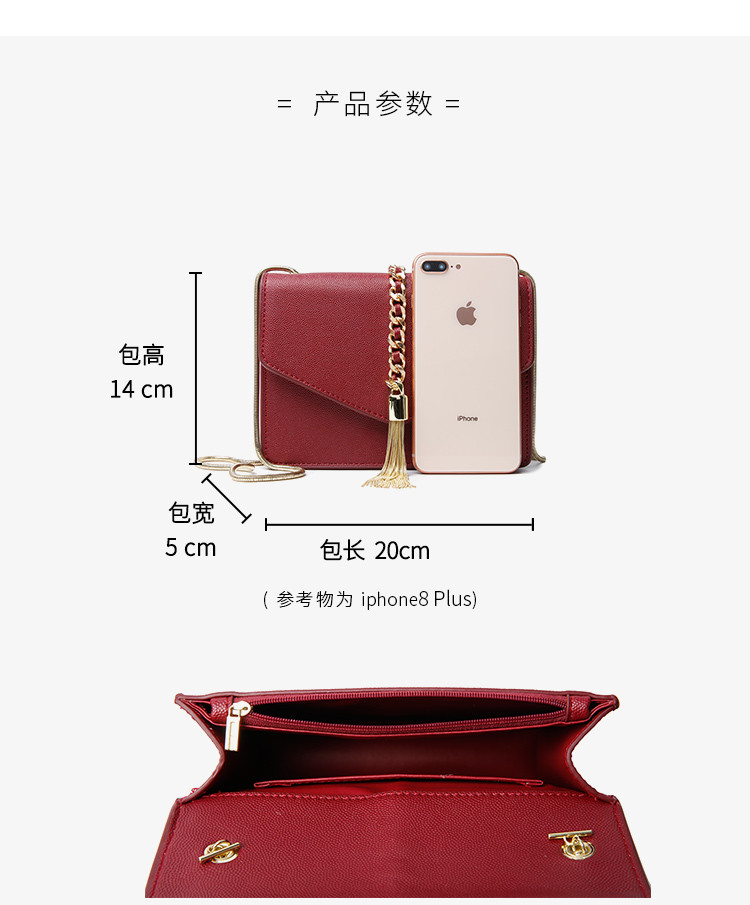 = 产品参数 =
包高
14 cm
iPhone
包宽
5 cm
包长 20cm
( 参考物为 iphone8 Plus)